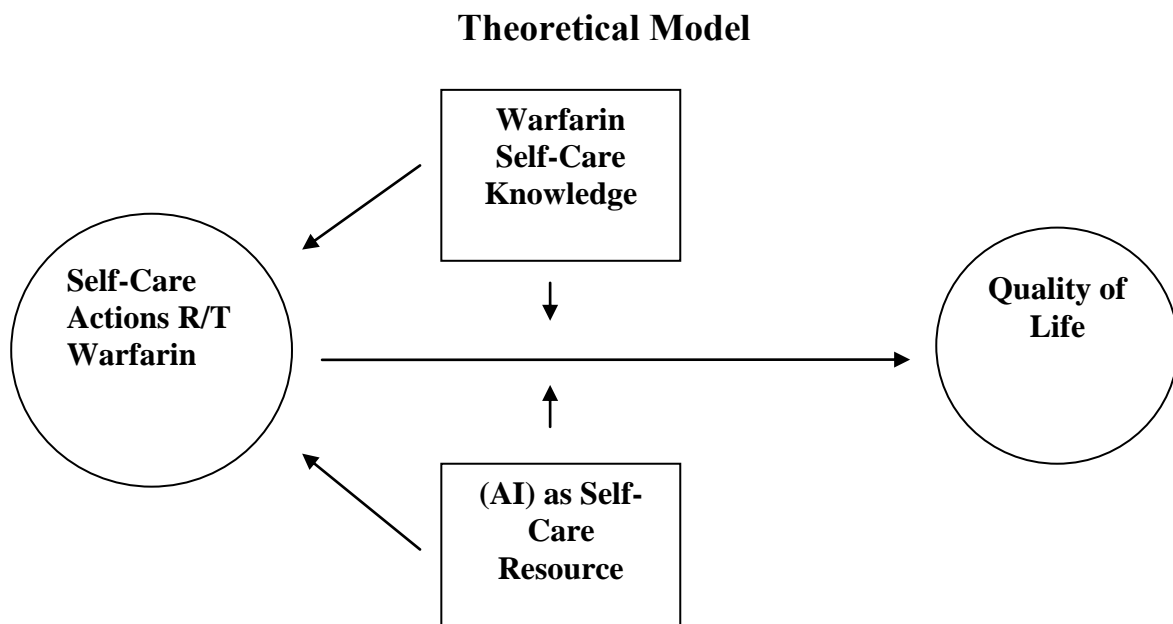 Theoretical Model
Warfarin
Self-Care
Knowledge
Self-Care
Actions R/T
Warfarin
Quality of
Life
(AI) as Self-
Care
Resource